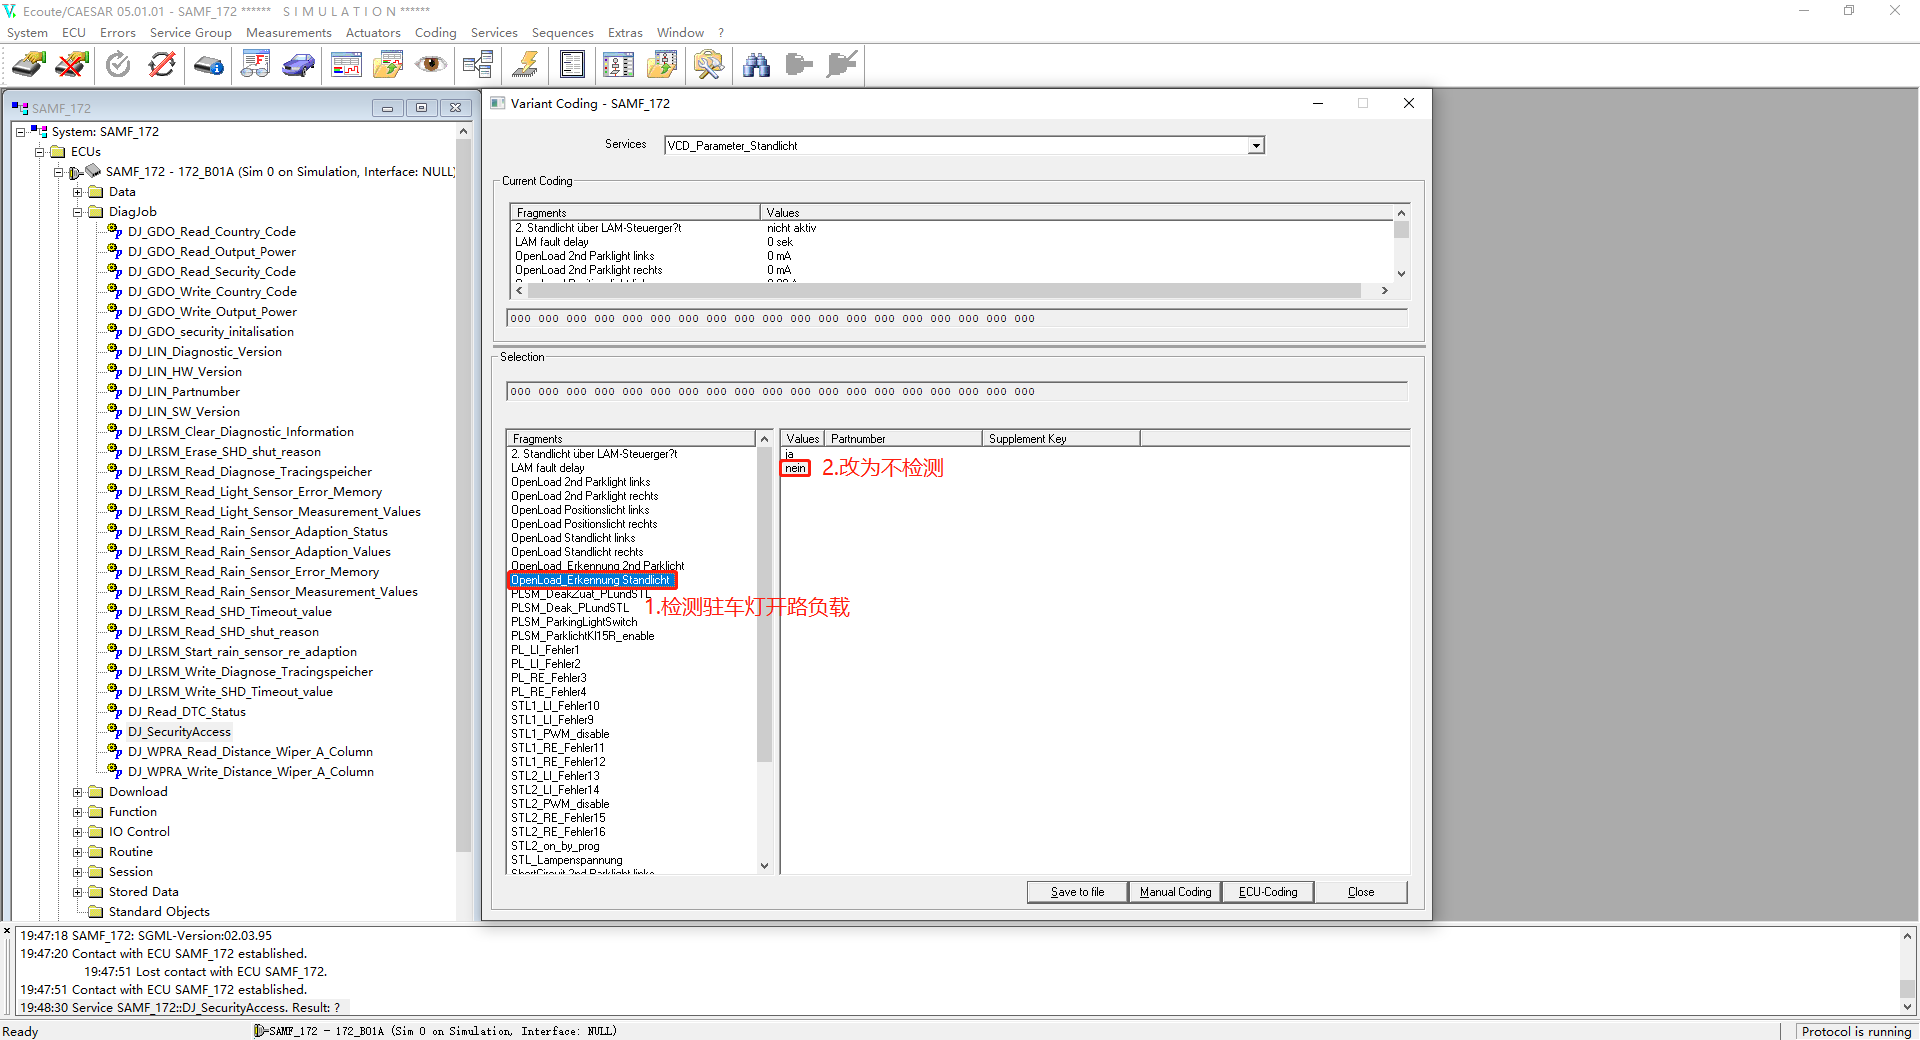 Ecoute/CAESAR 05.01.01 - SAMF_172 ****** S I M U L A T I O N ******
System ECU Errors Service Group Measurements Actuators Coding Services Sequences Extras Window ?
SAMF_172
System: SAMF_172
ECUs
SAMF_172 - 172_B01A (Sim 0 on Simulation, Interface: NULL)
Data
DiagJob
DJ_GDO_Read_Country_Code
DJ_GDO_Read_Output_Power
DJ_GDO_Read_Security_Code
DJ_GDO_Write_Country_Code
DJ_GDO_Write_Output_Power
DJ_GDO_security_initalisation
DJ_LIN_Diagnostic_Version
DJ_LIN_HW_Version
DJ_LIN_Partnumber
DJ_LIN_SW_Version
DJ_LRSM_Clear_Diagnostic_Information
DJ_LRSM_Erase_SHD_shut_reason
DJ_LRSM_Read_Diagnose_Tracingspeicher
DJ_LRSM_Read_Light_Sensor_Error_Memory
DJ_LRSM_Read_Light_Sensor_Measurement_Values
DJ_LRSM_Read_Rain_Sensor_Adaption_Status
DJ_LRSM_Read_Rain_Sensor_Adaption_Values
DJ_LRSM_Read_Rain_Sensor_Error_Memory
DJ_LRSM_Read_Rain_Sensor_Measurement_Values
DJ_LRSM_Read_SHD_Timeout_value
DJ_LRSM_Read_SHD_shut_reason
DJ_LRSM_Start_rain_sensor_re_adaption
DJ_LRSM_Write_Diagnose_Tracingspeicher
DJ_LRSM_Write_SHD_Timeout_value
DJ_Read_DTC_Status
DJ_SecurityAccess
DJ_WPRA_Read_Distance_Wiper_A_Column
DJ_WPRA_Write_Distance_Wiper_A_Column
Download
Function
IO Control
Routine
Session
Stored Data
Standard Objects
Variant Coding - SAMF_172
Services VCD_Parameter_Standlicht
Current Coding
Fragments Values
2. Standlicht über LAM-Steuerger?t nicht aktiv
LAM fault delay 0 sek
OpenLoad 2nd Parklight links 0 mA
OpenLoad 2nd Parklight rechts 0 mA
000 000 000 000 000 000 000 000 000 000 000 000 000 000 000 000 000 000 000
Selection
000 000 000 000 000 000 000 000 000 000 000 000 000 000 000 000 000 000 000
Fragments Values Partnumber Supplement Key
2. Standlicht über LAM-Steuerger?t ja
LAM fault delay nein 2.改为不检测
OpenLoad 2nd Parklight links
OpenLoad 2nd Parklight rechts
OpenLoad Positionslicht links
OpenLoad Positionslicht rechts
OpenLoad Standlicht links
OpenLoad Standlicht rechts
OpenLoad_Erkennung 2nd Parklicht
OpenLoad_Erkennung Standlicht
PLSM_DeakZuat_PLundSTL
PLSM_Deak_PLundSTL 1.检测驻车灯开路负载
PLSM_ParkingLightSwitch
PLSM_ParklichtKl15R_enable
PL_LI_Fehler1
PL_LI_Fehler2
PL_RE_Fehler3
PL_RE_Fehler4
STL1_LI_Fehler10
STL1_LI_Fehler9
STL1_PWM_disable
STL1_RE_Fehler11
STL1_RE_Fehler12
STL2_LI_Fehler13
STL2_LI_Fehler14
STL2_PWM_disable
STL2_RE_Fehler15
STL2_RE_Fehler16
STL2_on_by_prog
STL_Lampenspannung
ShortCircuit 2nd Parklight links
Save to file Manual Coding ECU-Coding Close
19:47:18 SAMF_172: SGML-Version:02.03.95
19:47:20 Contact with ECU SAMF_172 established.
19:47:51 Lost contact with ECU SAMF_172.
19:47:51 Contact with ECU SAMF_172 established.
19:48:30 Service SAMF_172::DJ_SecurityAccess. Result: ?
Ready SAMF_172 - 172_B01A (Sim 0 on Simulation, Interface: NULL) Protocol is running